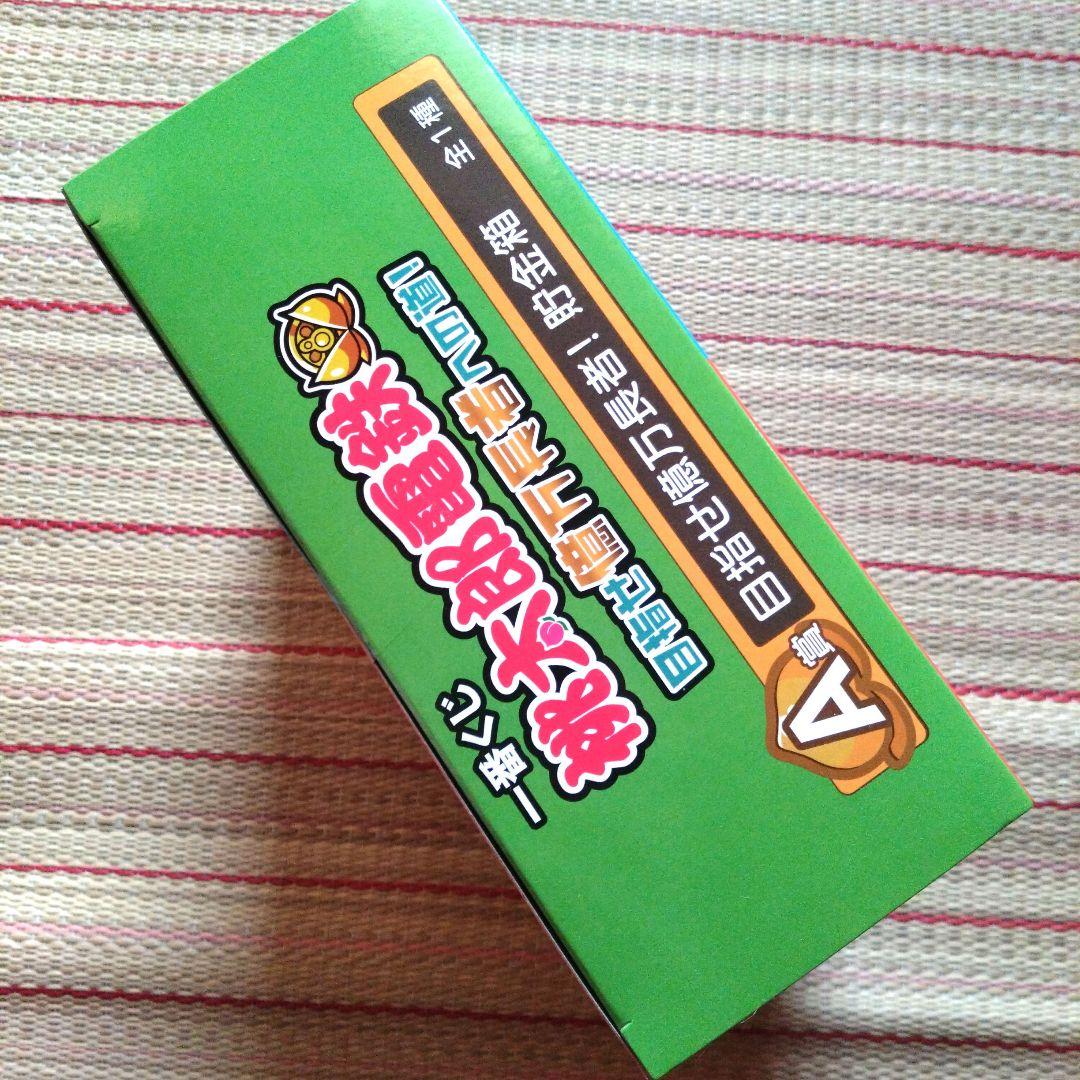 一番くじ
桃太郎電鉄
目指せ億万長者への道!
A賞
目指せ億万長者!貯金箱 全1種